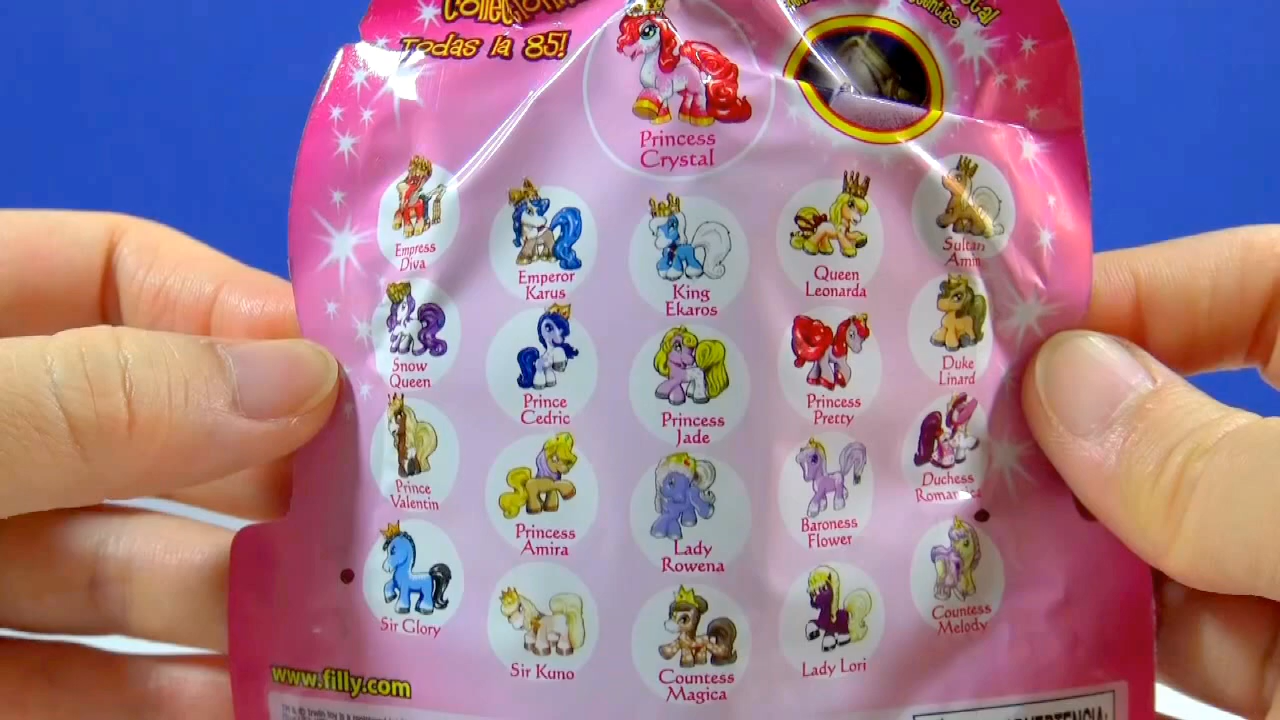 Todas la 85!
Princess
Crystal
Empress
Diva
Emperor
Karus
King
Ekaros
Queen
Leonarda
Sultan
Amin
Snow
Queen
Prince
Cedric
Princess
Jade
Princess
Pretty
Duke
Linard
Prince
Valentin
Princess
Amira
Lady
Rowena
Baroness
Flower
Duchess
Sir Glory
Sir Kuno
Countess
Magica
Lady Lori
Countess
Melody
www.filly.com